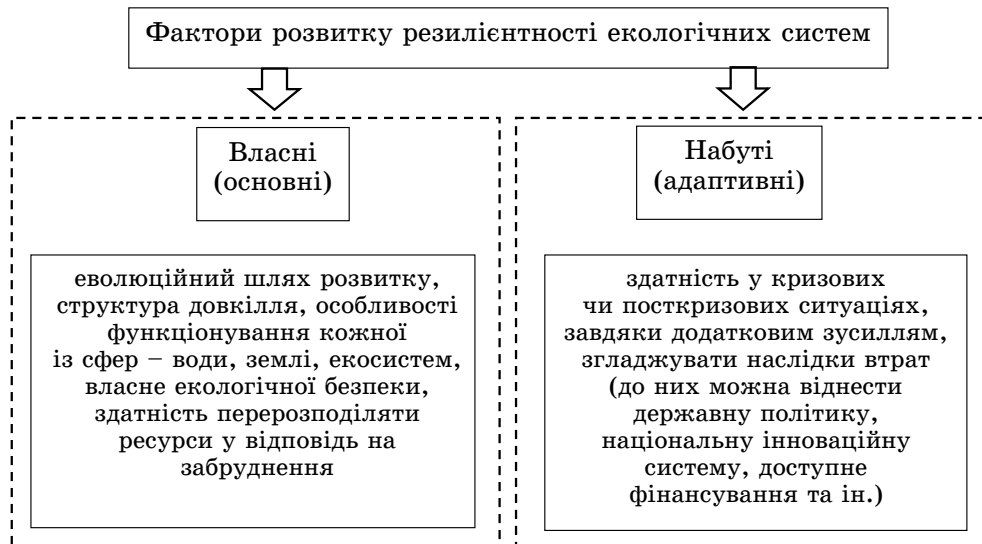 Фактори розвитку резилієнтності екологічних систем
Власні
(основні)
еволюційний шлях розвитку,
структура довкілля, особливості
функціонування кожної
із сфер – води, землі, екосистем,
власне екологічної безпеки,
здатність перерозподіляти
ресурси у відповідь на
забруднення
Набуті
(адаптивні)
здатність у кризових
чи посткризових ситуаціях,
завдяки додатковим зусиллям,
згладжувати наслідки втрат
(до них можна віднести
державну політику,
національну інноваційну
систему, доступне
фінансування та ін.)